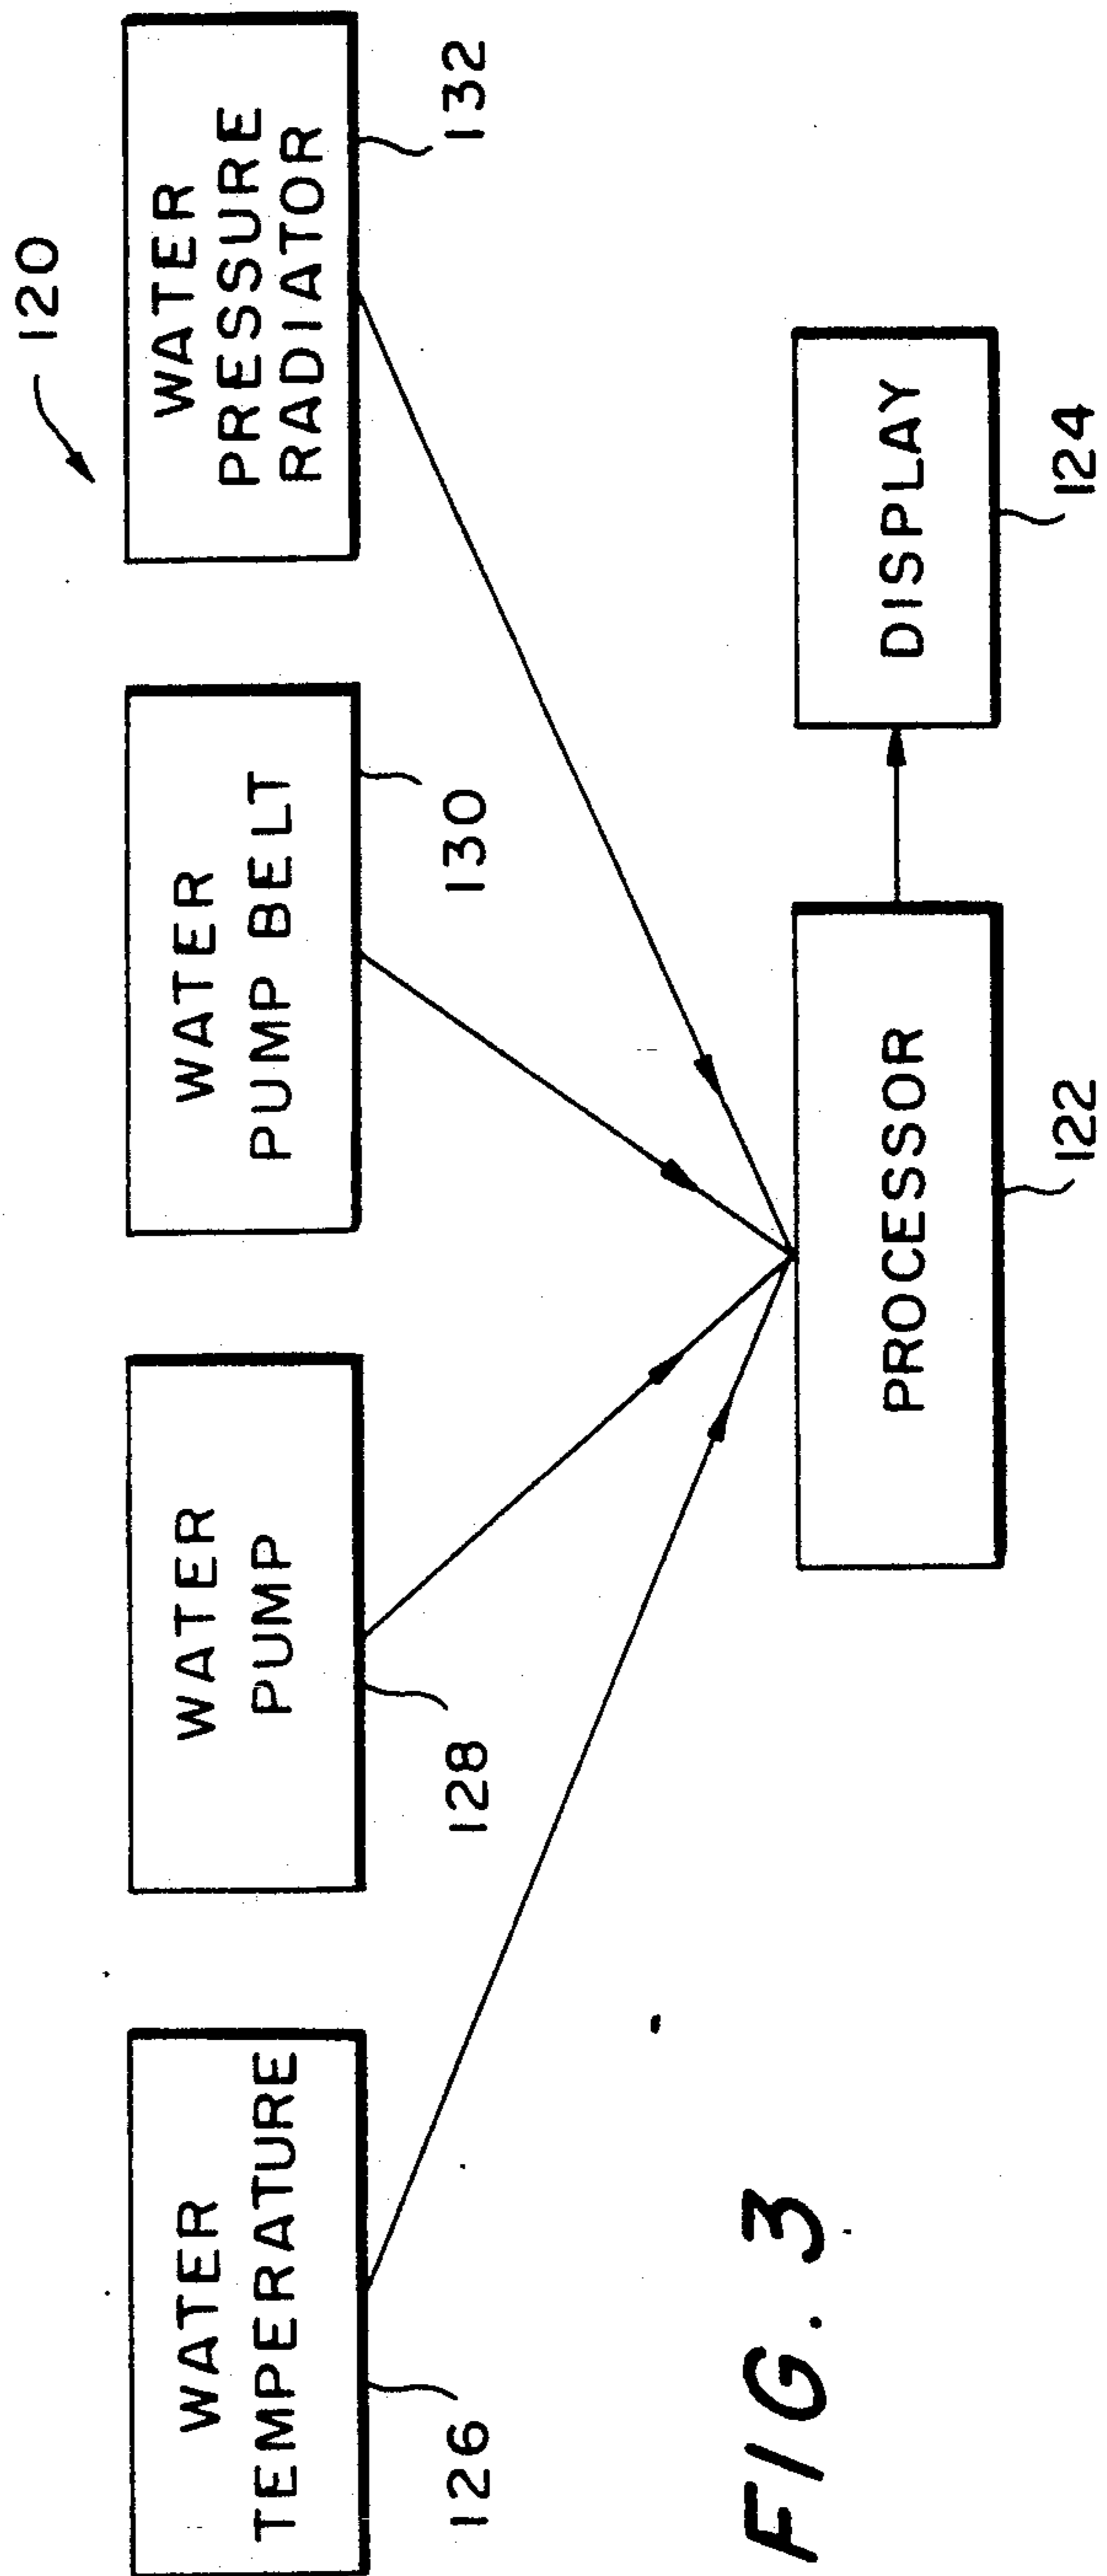 120
WATER
TEMPERATURE
126
WATER
PUMP
128
WATER
PUMP BELT
130
WATER
PRESSURE
RADIATOR
132
PROCESSOR
122
DISPLAY
124
FIG. 3